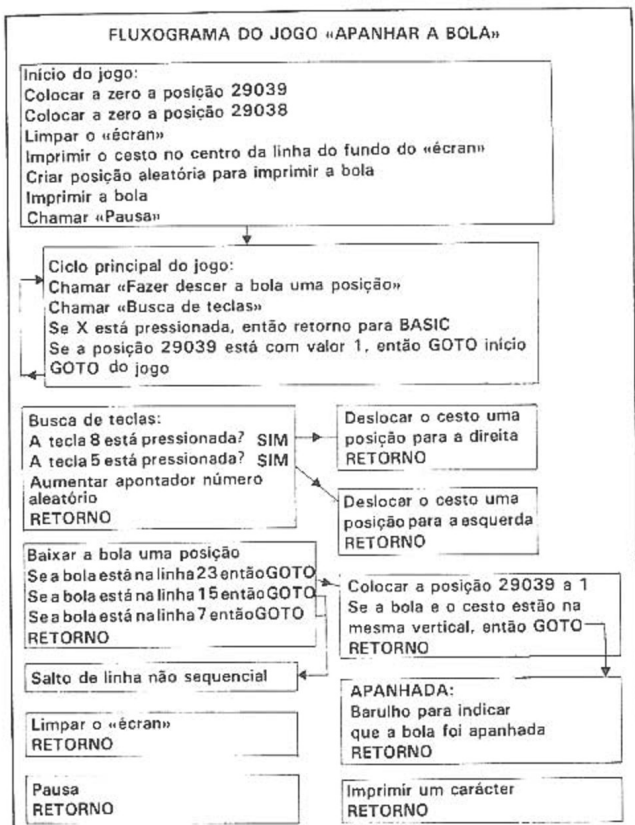 FLUXOGRAMA DO JOGO «APANHAR A BOLA»
Início do jogo:
Colocar a zero a posição 29039
Colocar a zero a posição 29038
Limpar o «écran»
Imprimir o cesto no centro da linha do fundo do «écran»
Criar posição aleatória para imprimir a bola
Imprimir a bola
Chamar «Pausa»
Ciclo principal do jogo:
Chamar «Fazer descer a bola uma posição»
Chamar «Busca de teclas»
Se X está pressionada, então retorno para BASIC
Se a posição 29039 está com valor 1, então GOTO início
GOTO do jogo
Busca de teclas:
A tecla 8 está pressionada? SIM
A tecla 5 está pressionada? SIM
Aumentar apontador número
aleatório
RETORNO
Deslocar o cesto uma
posição para a direita
RETORNO
Deslocar o cesto uma
posição para a esquerda
RETORNO
Baixar a bola uma posição
Se a bola está na linha 23 então GOTO
Se a bola está na linha 15 então GOTO
Se a bola está na linha 7 então GOTO
RETORNO
Colocar a posição 29039 a 1
Se a bola e o cesto estão na
mesma vertical, então GOTO
RETORNO
Salto de linha não sequencial
APANHADA:
Barulho para indicar
que a bola foi apanhada
RETORNO
Limpar o «écran»
RETORNO
Pausa
RETORNO
Imprimir um carácter
RETORNO